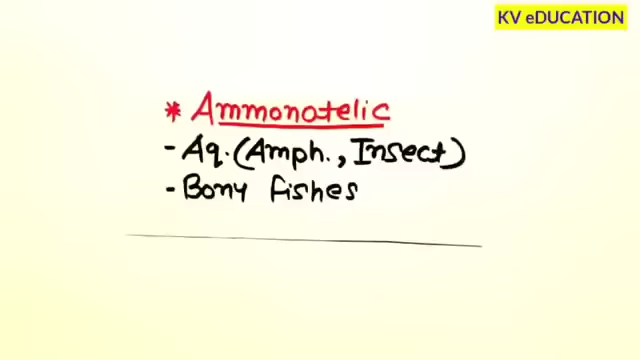 KV eDUCATION
* Ammonotelic
- Aq. (Amph., Insect)
- Bony fishes